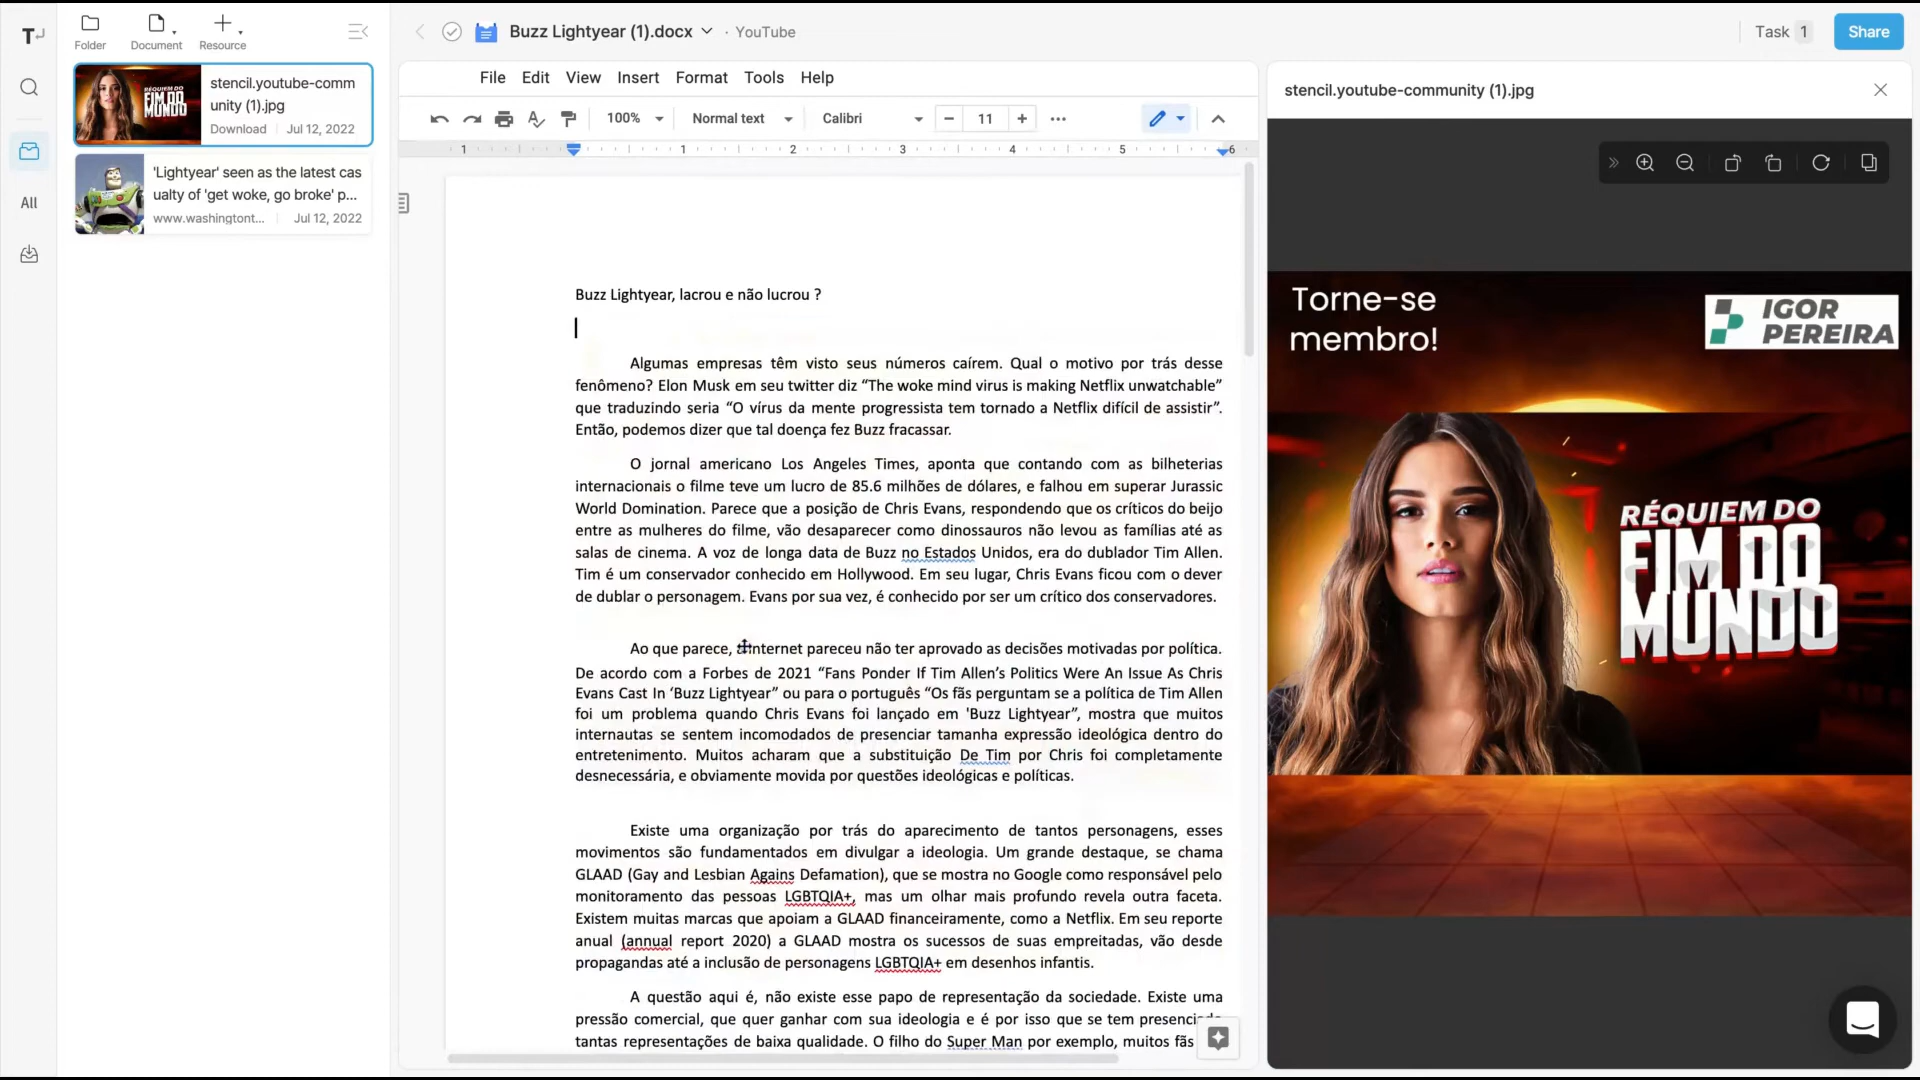 T
Folder
Document
Resource
Buzz Lightyear (1).docx
· YouTube
Task 1
Share
stencil.youtube-comm
unity (1).jpg
Download
Jul 12, 2022
RÉQUIEM DO
FIM DO
MUNDO
'Lightyear' seen as the latest cas
ualty of 'get woke, go broke' p...
www.washingtont...
Jul 12, 2022
All
File
Edit
View
Insert
Format
Tools
Help
100%
Normal text
Calibri
11
1
1
2
3
4
5
6
Buzz Lightyear, lacrou e não lucrou ?
Algumas empresas têm visto seus números caírem. Qual o motivo por trás desse
fenômeno? Elon Musk em seu twitter diz “The woke mind virus is making Netflix unwatchable”
que traduzindo seria “O vírus da mente progressista tem tornado a Netflix difícil de assistir”.
Então, podemos dizer que tal doença fez Buzz fracassar.
O jornal americano Los Angeles Times, aponta que contando com as bilheterias
internacionais o filme teve um lucro de 85.6 milhões de dólares, e falhou em superar Jurassic
World Domination. Parece que a posição de Chris Evans, respondendo que os críticos do beijo
entre as mulheres do filme, vão desaparecer como dinossauros não levou as famílias até as
salas de cinema. A voz de longa data de Buzz no Estados Unidos, era do dublador Tim Allen.
Tim é um conservador conhecido em Hollywood. Em seu lugar, Chris Evans ficou com o dever
de dublar o personagem. Evans por sua vez, é conhecido por ser um crítico dos conservadores.
Ao que parece, internet pareceu não ter aprovado as decisões motivadas por política.
De acordo com a Forbes de 2021 “Fans Ponder If Tim Allen’s Politics Were An Issue As Chris
Evans Cast In ‘Buzz Lightyear” ou para o português “Os fãs perguntam se a política de Tim Allen
foi um problema quando Chris Evans foi lançado em 'Buzz Lightyear”, mostra que muitos
internautas se sentem incomodados de presenciar tamanha expressão ideológica dentro do
entretenimento. Muitos acharam que a substituição De Tim por Chris foi completamente
desnecessária, e obviamente movida por questões ideológicas e políticas.
Existe uma organização por trás do aparecimento de tantos personagens, esses
movimentos são fundamentados em divulgar a ideologia. Um grande destaque, se chama
GLAAD (Gay and Lesbian Agains Defamation), que se mostra no Google como responsável pelo
monitoramento das pessoas LGBTQIA+, mas um olhar mais profundo revela outra faceta.
Existem muitas marcas que apoiam a GLAAD financeiramente, como a Netflix. Em seu reporte
anual (annual report 2020) a GLAAD mostra os sucessos de suas empreitadas, vão desde
propagandas até a inclusão de personagens LGBTQIA+ em desenhos infantis.
A questão aqui é, não existe esse papo de representação da sociedade. Existe uma
pressão comercial, que quer ganhar com sua ideologia e é por isso que se tem
tantas representações de baixa qualidade. O filho do Super Man por exemplo, muitos fãs
stencil.youtube-community (1).jpg
Torne-se
membro!
IGOR
PEREIRA
RÉQUIEM DO
FIM DO
MUNDO